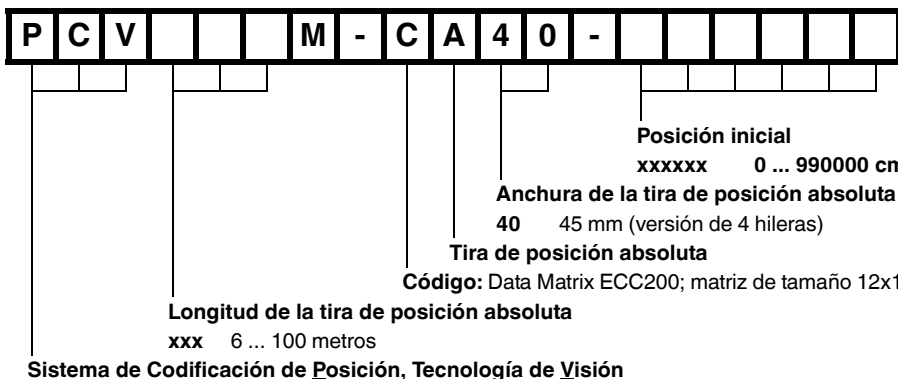 PCV M-CA40-
Posición inicial
xxxxxx 0 ... 990000 cm
Anchura de la tira de posición absoluta
40 45 mm (versión de 4 hileras)
Tira de posición absoluta
Código: Data Matrix ECC200; matriz de tamaño
Longitud de la tira de posición absoluta
xxx 6 ... 100 metros
Sistema de Codificación de Posición, Tecnología de Visión